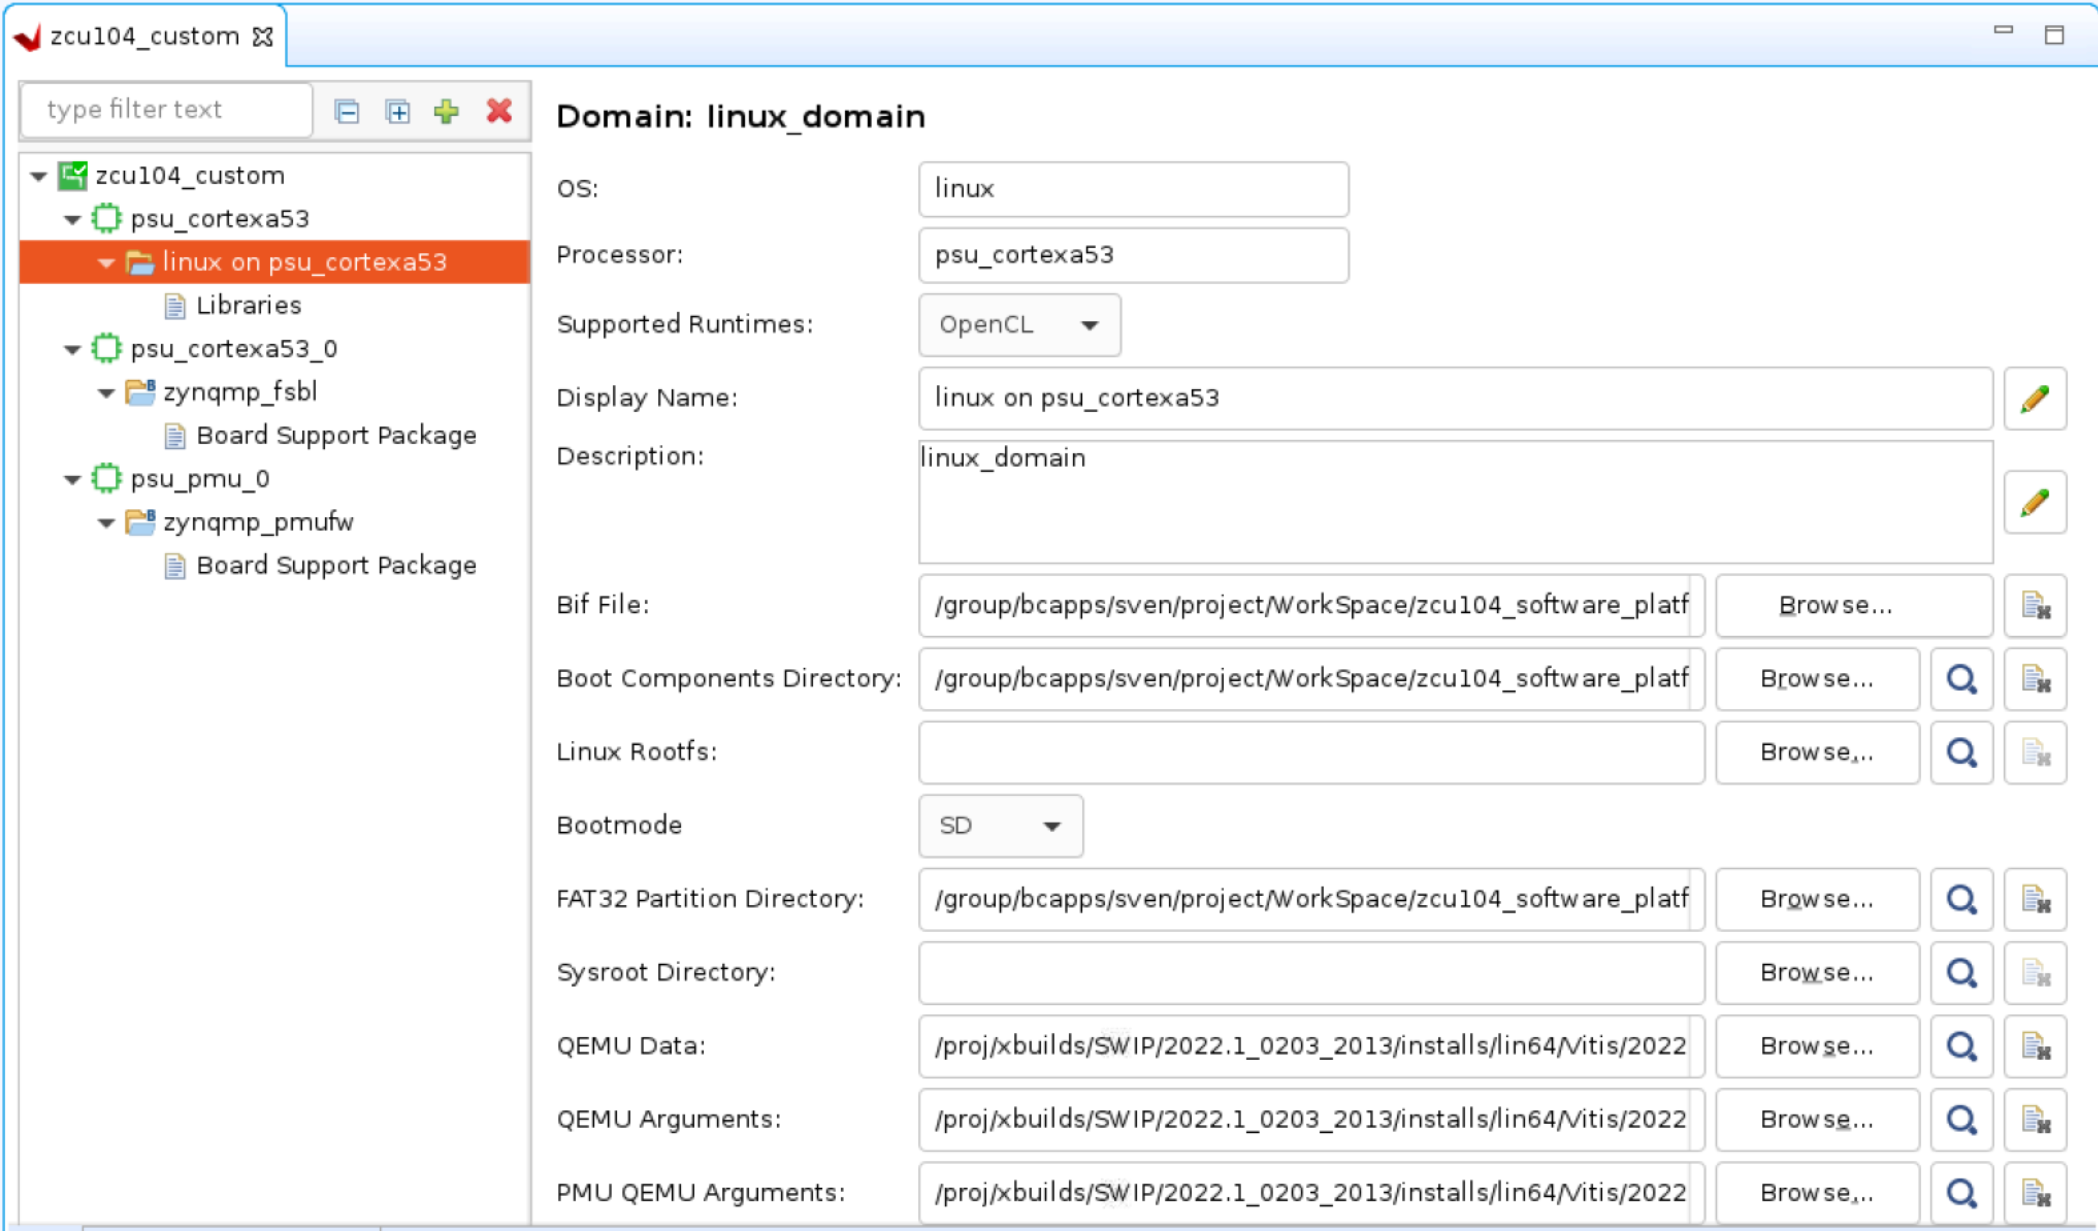 zcu104_custom
type filter text
zcu104_custom
psu_cortexa53
linux on psu_cortexa53
Libraries
psu_cortexa53_0
zynqmp_fsbl
Board Support Package
psu_pmu_0
zynqmp_pmufw
Board Support Package
Domain: linux_domain
OS: linux
Processor: psu_cortexa53
Supported Runtimes: OpenCL
Display Name: linux on psu_cortexa53
Description: linux_domain
Bif File: /group/bcapps/sven/project/WorkSpace/zcu104_software_platf Browse...
Boot Components Directory: /group/bcapps/sven/project/WorkSpace/zcu104_software_platf Browse...
Linux Rootfs: Browse...
Bootmode SD
FAT32 Partition Directory: /group/bcapps/sven/project/WorkSpace/zcu104_software_platf Browse...
Sysroot Directory: Browse...
QEMU Data: /proj/xbuilds/SWIP/2022.1_0203_2013/installs/lin64/Vitis/2022 Browse...
QEMU Arguments: /proj/xbuilds/SWIP/2022.1_0203_2013/installs/lin64/Vitis/2022 Browse...
PMU QEMU Arguments: /proj/xbuilds/SWIP/2022.1_0203_2013/installs/lin64/Vitis/2022 Browse...